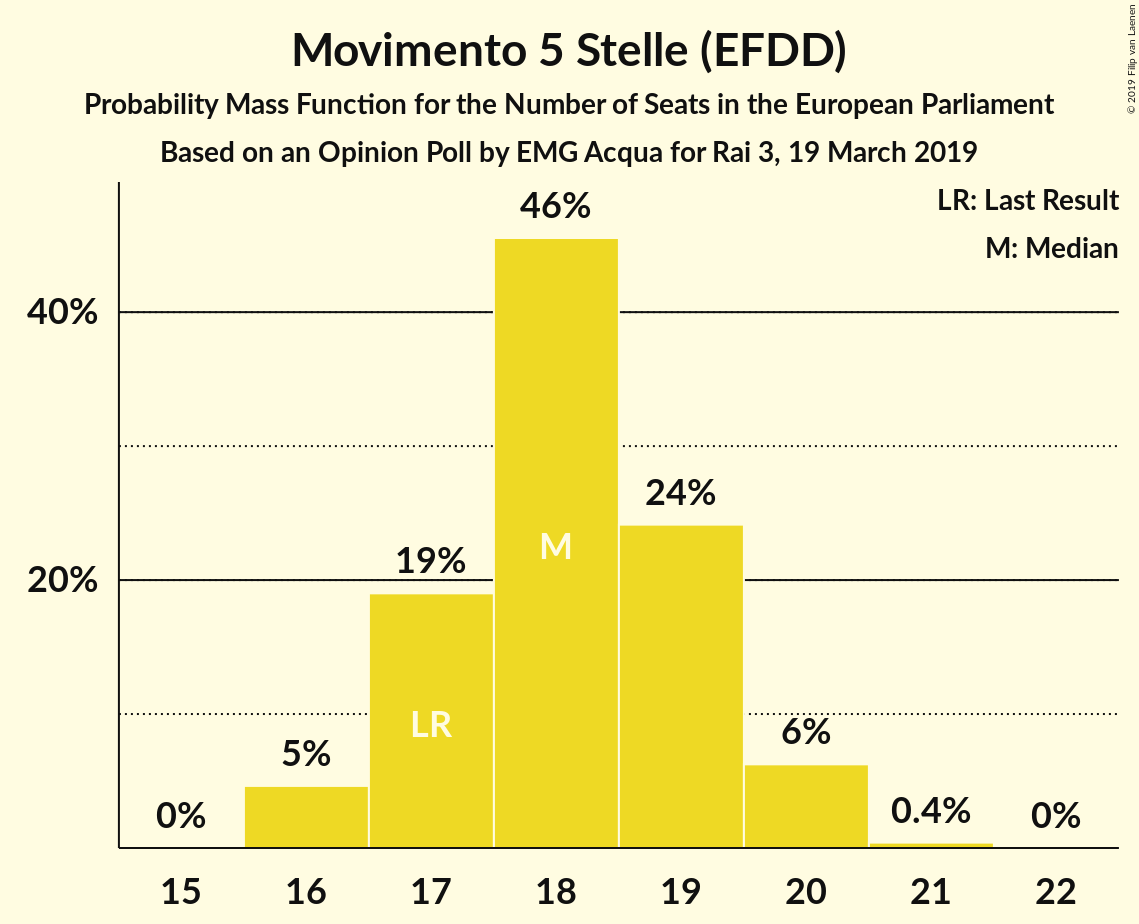 Movimento 5 Stelle (EFDD)
Probability Mass Function for the Number of Seats in the European Parliament
Based on an Opinion Poll by EMG Acqua for Rai 3, 19 March 2019
© 2019 Filip van Laenen
LR: Last Result
M: Median
46%
40%
24%
M
19%
20%
LR
6%
5%
0.4%
0%
0%
15 16 17 18 19 20 21 22